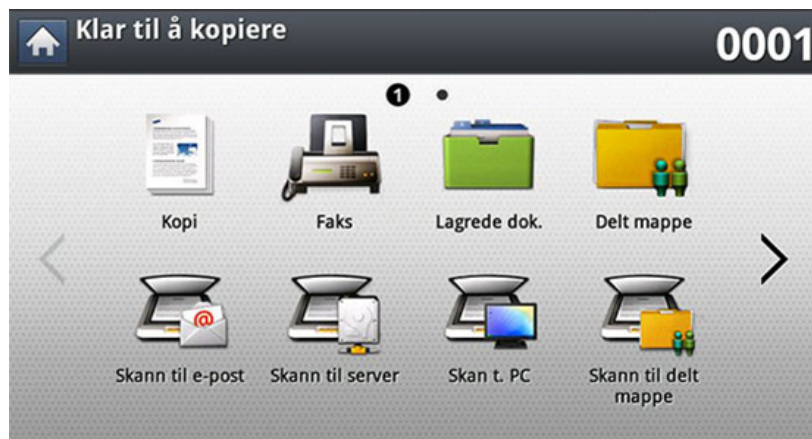 Klar til å kopiere
0001
1
Kopi
Faks
Lagrede dok.
Delt mappe
Skann til e-post
Skann til server
Skan t. PC
Skann til delt
mappe